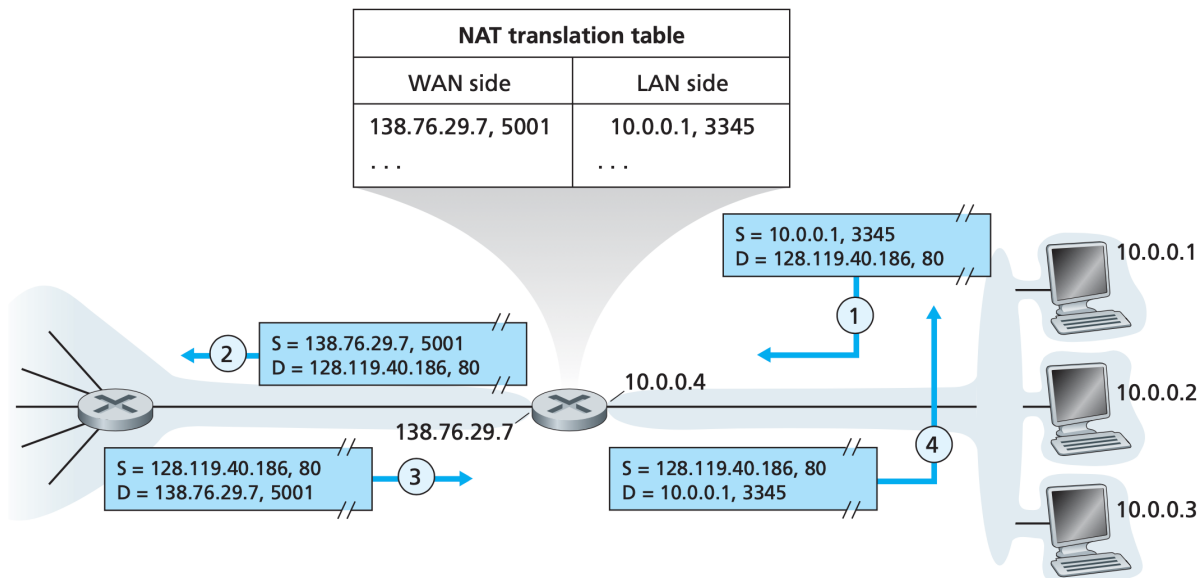 NAT translation table
WAN side
LAN side
138.76.29.7, 5001
10.0.0.1, 3345
. . .
. . .
S = 10.0.0.1, 3345
D = 128.119.40.186, 80
10.0.0.1
1
2
S = 138.76.29.7, 5001
D = 128.119.40.186, 80
10.0.0.4
10.0.0.2
138.76.29.7
4
S = 128.119.40.186, 80
D = 138.76.29.7, 5001
3
S = 128.119.40.186, 80
D = 10.0.0.1, 3345
10.0.0.3